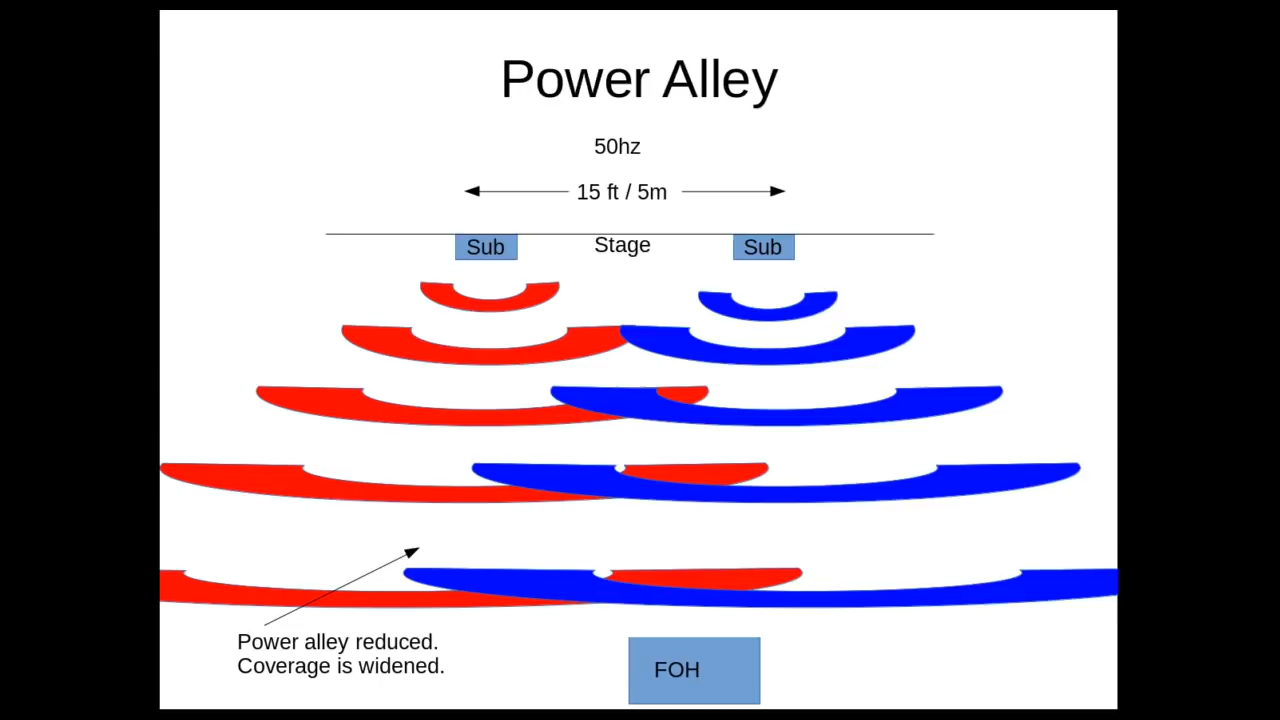 Power Alley
50hz
15 ft / 5m
Sub
Stage
Sub
Power alley reduced.
Coverage is widened.
FOH